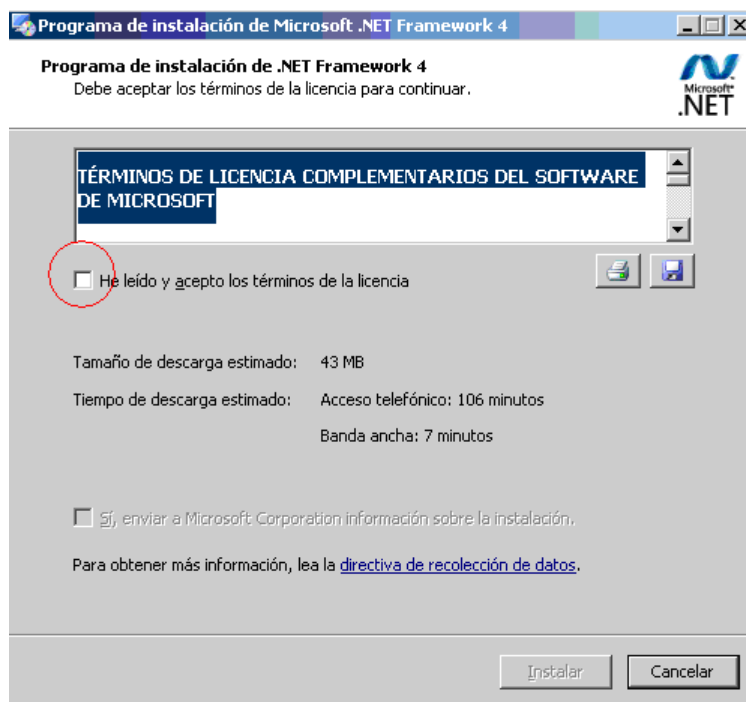 Programa de instalación de Microsoft .NET Framework 4
Programa de instalación de .NET Framework 4
Debe aceptar los términos de la licencia para continuar.
Microsoft
.NET
TÉRMINOS DE LICENCIA COMPLEMENTARIOS DEL SOFTWARE
DE MICROSOFT
He leído y acepto los términos de la licencia
Tamaño de descarga estimado: 43 MB
Tiempo de descarga estimado: Acceso telefónico: 106 minutos
Banda ancha: 7 minutos
Sí, enviar a Microsoft Corporation información sobre la instalación.
Para obtener más información, lea la directiva de recolección de datos.
Instalar Cancelar